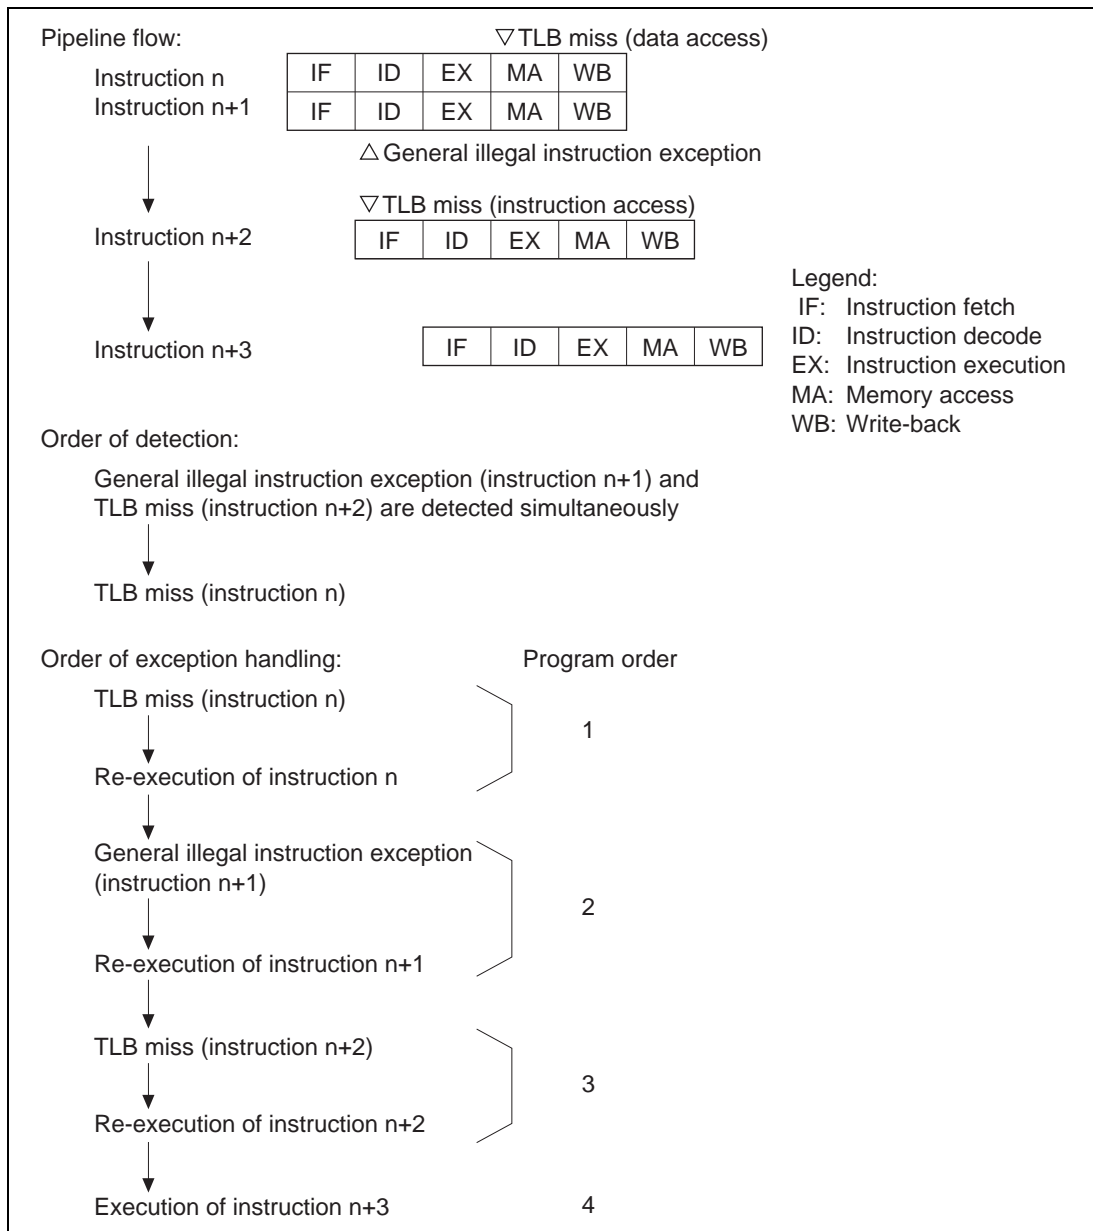 Pipeline flow:
▽TLB miss (data access)
Instruction n IF ID EX MA WB
Instruction n+1 IF ID EX MA WB
△General illegal instruction exception
▽TLB miss (instruction access)
Instruction n+2 IF ID EX MA WB
Legend:
IF: Instruction fetch
ID: Instruction decode
EX: Instruction execution
MA: Memory access
WB: Write-back
Instruction n+3 IF ID EX MA WB
Order of detection:
General illegal instruction exception (instruction n+1) and
TLB miss (instruction n+2) are detected simultaneously
TLB miss (instruction n)
Order of exception handling: Program order
TLB miss (instruction n)
1
Re-execution of instruction n
General illegal instruction exception
(instruction n+1)
2
Re-execution of instruction n+1
TLB miss (instruction n+2)
3
Re-execution of instruction n+2
Execution of instruction n+3 4